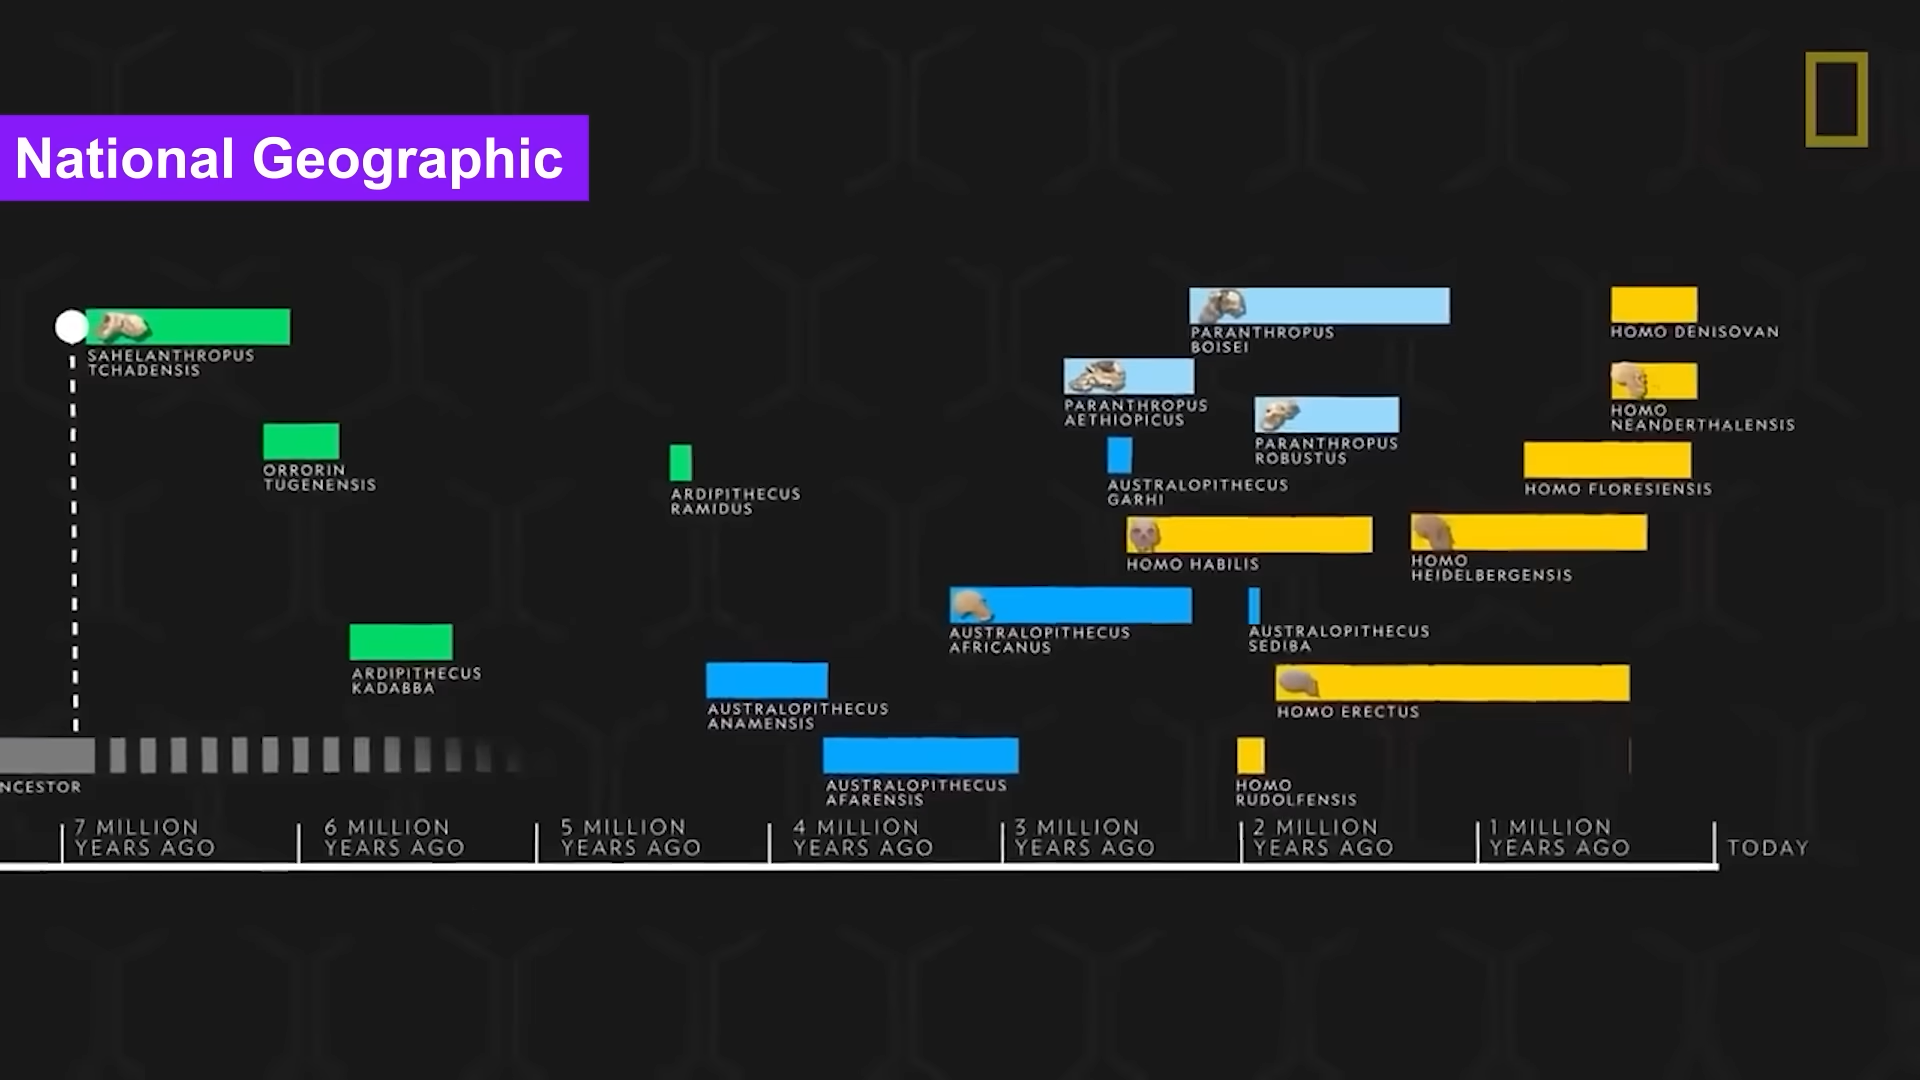 National Geographic
SAHELANTHROPUS
TCHADENSIS
ORRORIN
TUGENENSIS
ARDIPITHECUS
KADABBA
ARDIPITHECUS
RAMIDUS
AUSTRALOPITHECUS
ANAMENSIS
AUSTRALOPITHECUS
AFARENSIS
AUSTRALOPITHECUS
AFRICANUS
PARANTHROPUS
AETHIOPICUS
AUSTRALOPITHECUS
GARHI
HOMO HABILIS
PARANTHROPUS
BOISEI
PARANTHROPUS
ROBUSTUS
AUSTRALOPITHECUS
SEDIBA
HOMO ERECTUS
HOMO
RUDOLFENSIS
HOMO
HEIDELBERGENSIS
HOMO FLORESIENSIS
HOMO DENISOVAN
HOMO
NEANDERTHALENSIS
NCESTOR
7 MILLION
YEARS AGO
6 MILLION
YEARS AGO
5 MILLION
YEARS AGO
4 MILLION
YEARS AGO
3 MILLION
YEARS AGO
2 MILLION
YEARS AGO
1 MILLION
YEARS AGO
TODAY